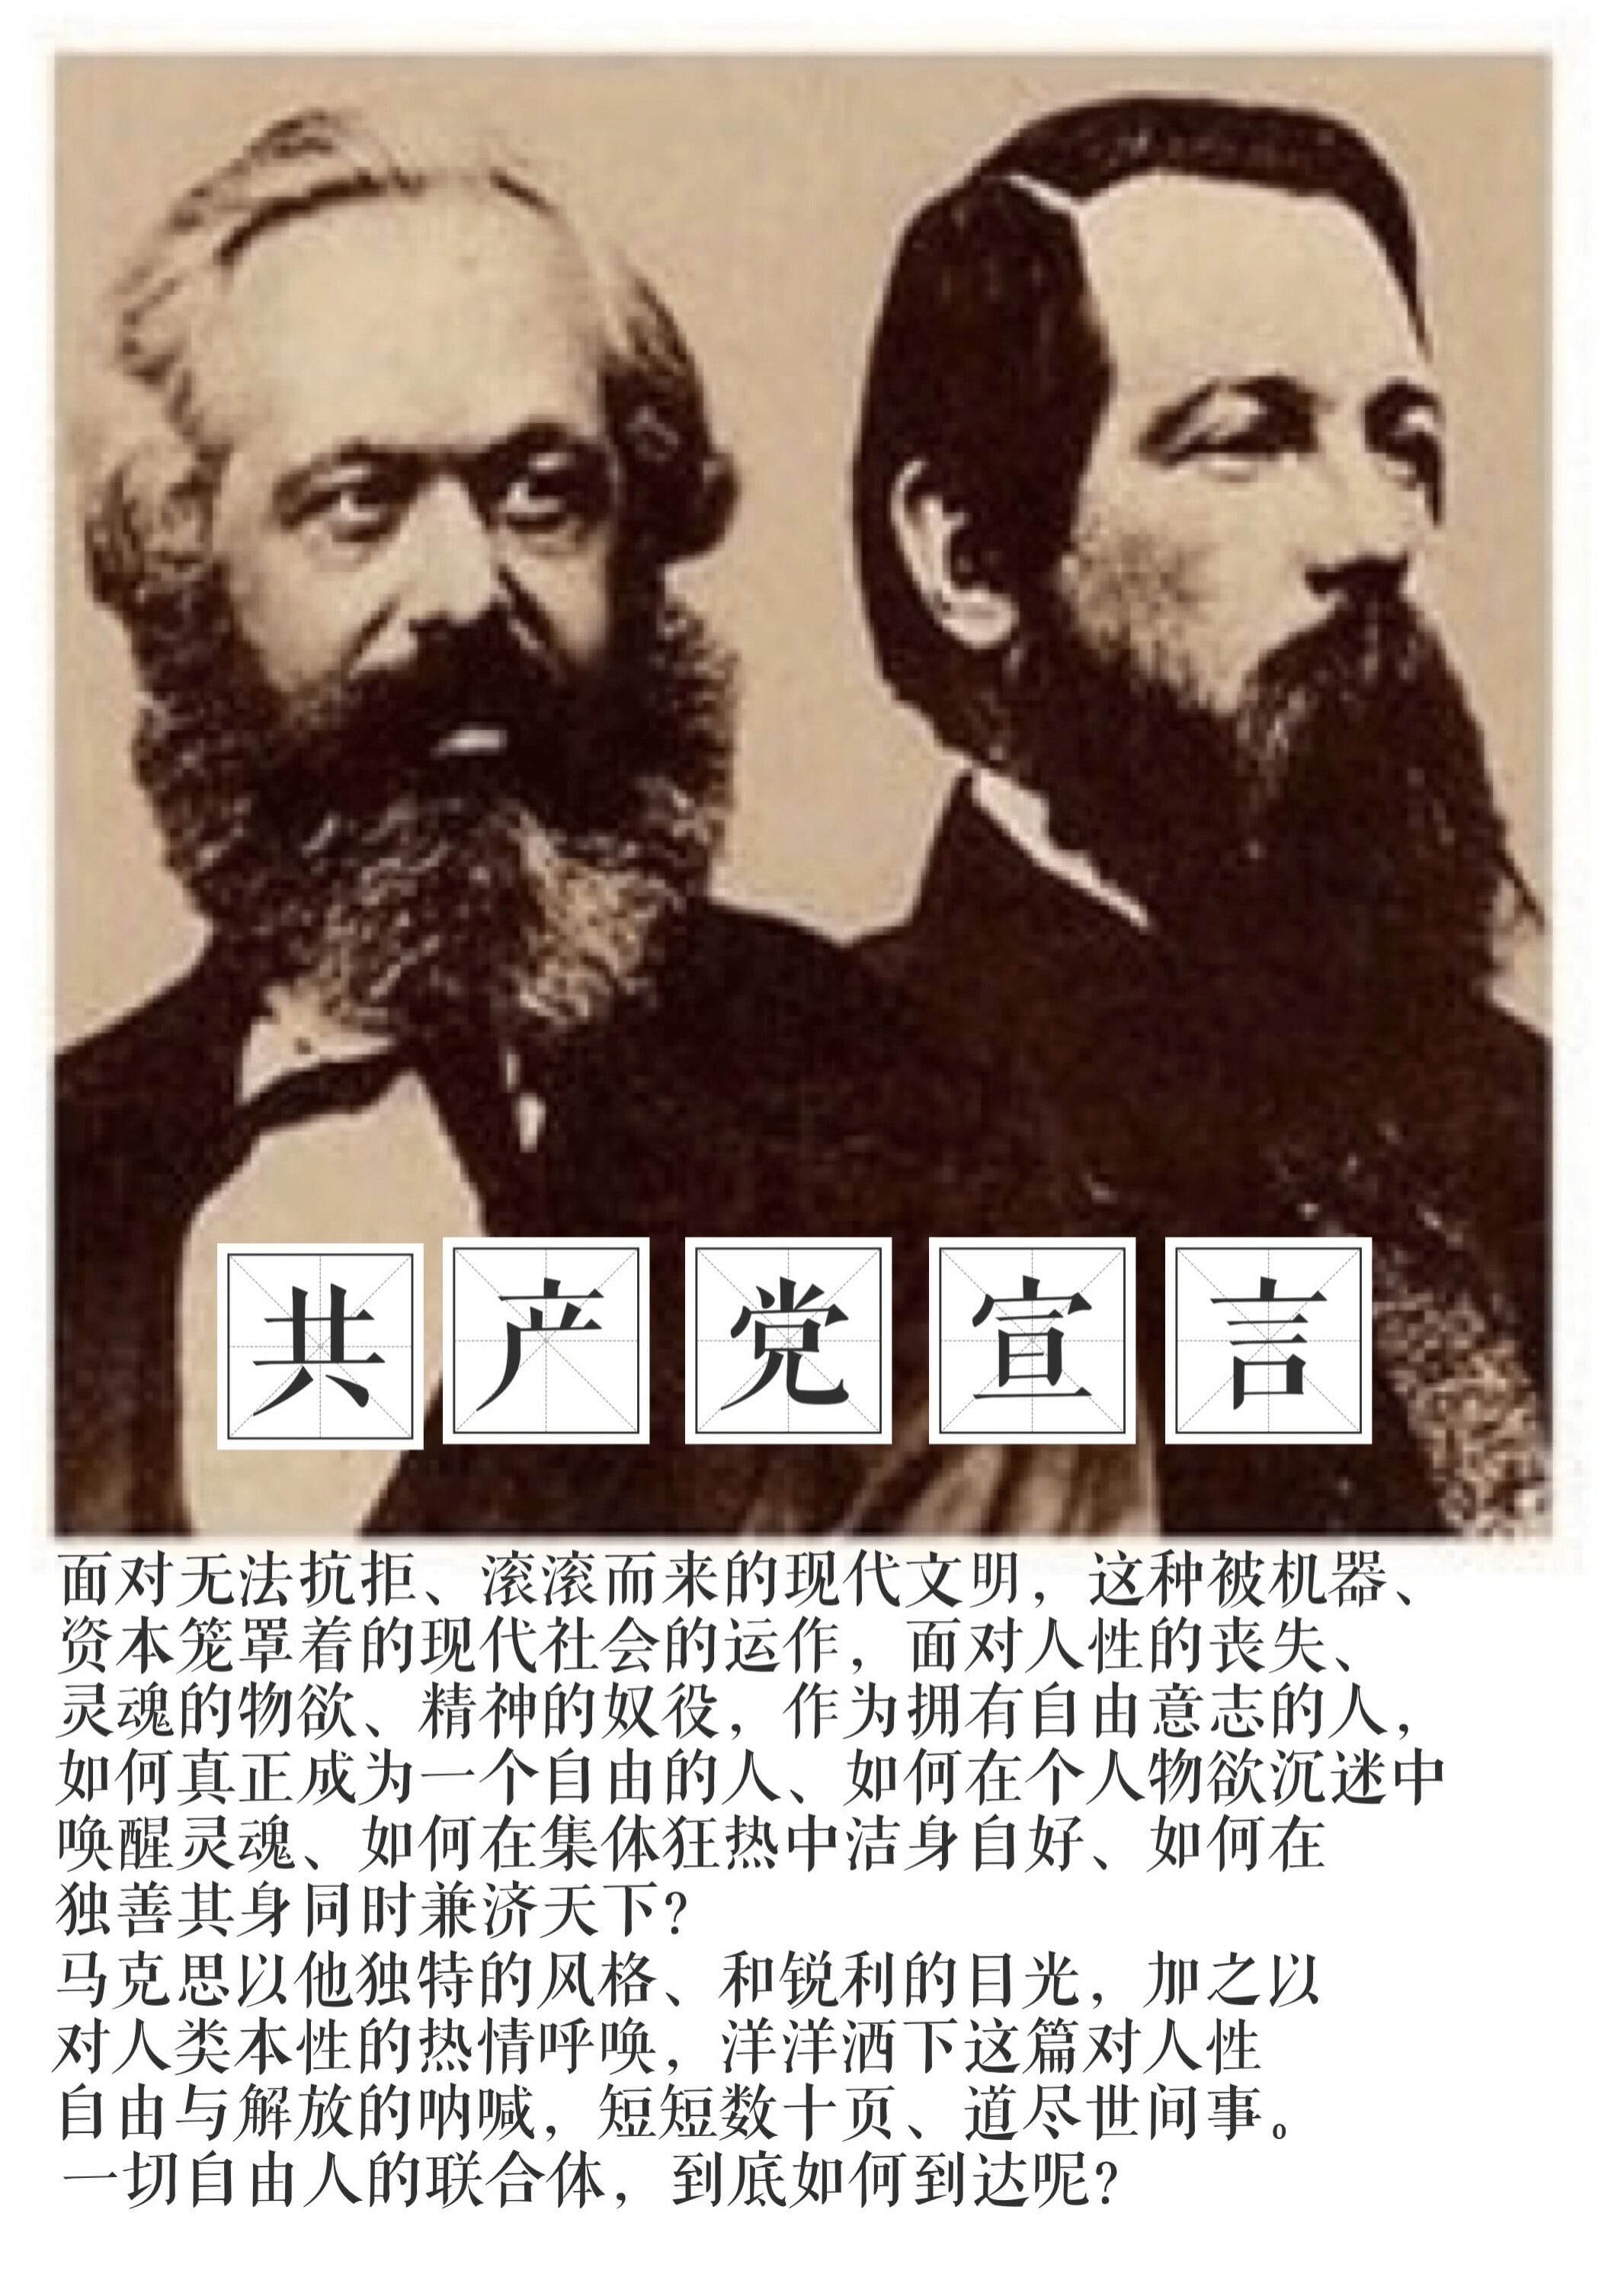 共产党宣言
面对无法抗拒、滚滚而来的现代文明，这种被机器、
资本笼罩着的现代社会的运作，面对人性的丧失、
灵魂的物欲、精神的奴役，作为拥有自由意志的人，
如何真正成为一个自由的人、如何在个人物欲沉迷中
唤醒灵魂、如何在集体狂热中洁身自好、如何在
独善其身同时兼济天下？
马克思以他独特的风格、和锐利的目光，加之以
对人类本性的热情呼唤，洋洋洒下这篇对人性
自由与解放的呐喊，短短数十页、道尽世间事。
一切自由人的联合体，到底如何到达呢？